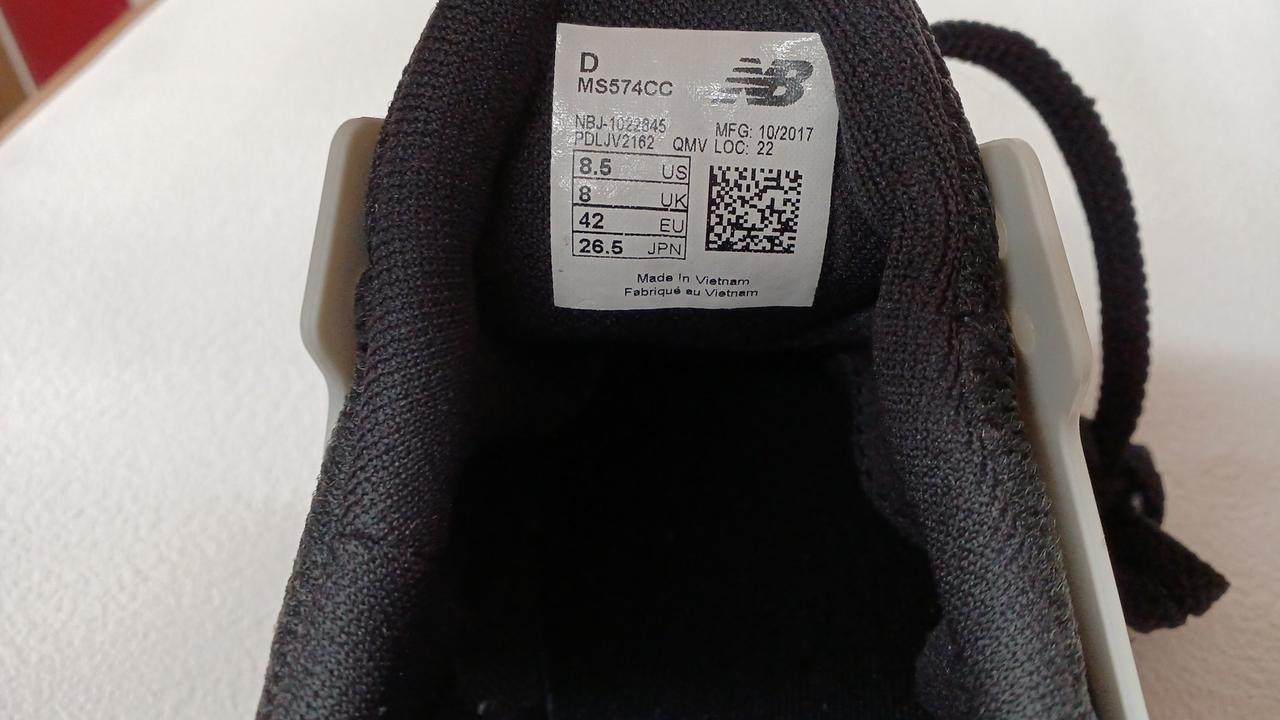 D
MS574CC
NB
NBJ-1022845
PDLJV2162 QMV
MFG: 10/2017
LOC: 22
8.5 US
8 UK
42 EU
26.5 JPN
Made In Vietnam
Fabriqué au Vietnam